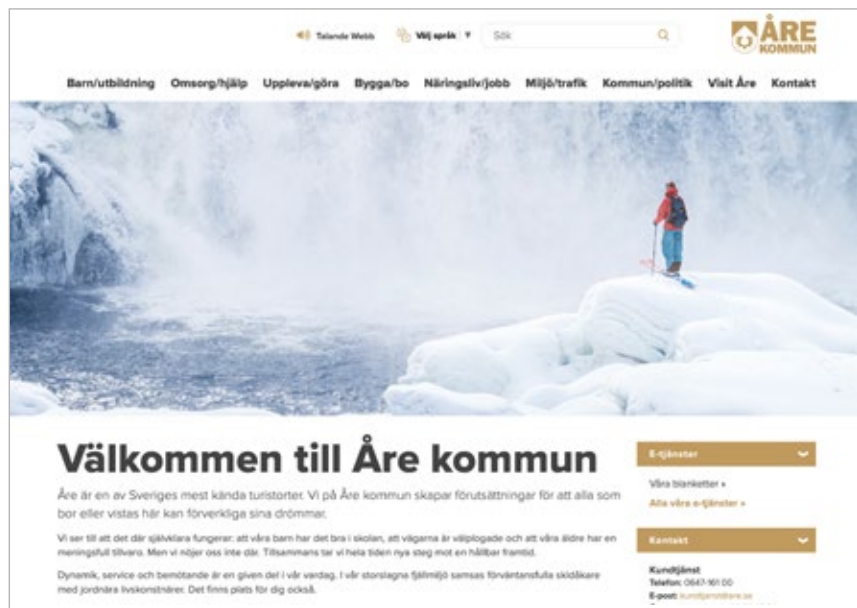 Talande Webb
Välj språk
Sök
ÅRE
KOMMUN
Barn/utbildning Omsorg/hjälp Uppleva/göra Bygga/bo Näringsliv/jobb Miljö/trafik Kommun/politik Visit Åre Kontakt
Välkommen till Åre kommun
Åre är en av Sveriges mest kända turistorter. Vi på Åre kommun skapar förutsättningar för att alla som
bor eller vistas här kan förverkliga sina drömmar.
Vi ser till att det där självklara fungerar: att våra barn har det bra i skolan, att vägarna är välplogade och att våra äldre har en
meningsfull tillvaro. Men vi nöjer oss inte där. Tillsammans tar vi hela tiden nya steg mot en hållbar framtid.
Dynamik, service och bemötande är en given del i vår vardag. I vår storslagna fjällmiljö samsas förväntansfulla skidåkare
med jordnära livskonstnärer. Det finns plats för dig också.
E-tjänster
Våra blanketter »
Alla våra e-tjänster »
Kontakt
Kundtjänst
Telefon: 0647-161 00
E-post: kundtjanst@are.se